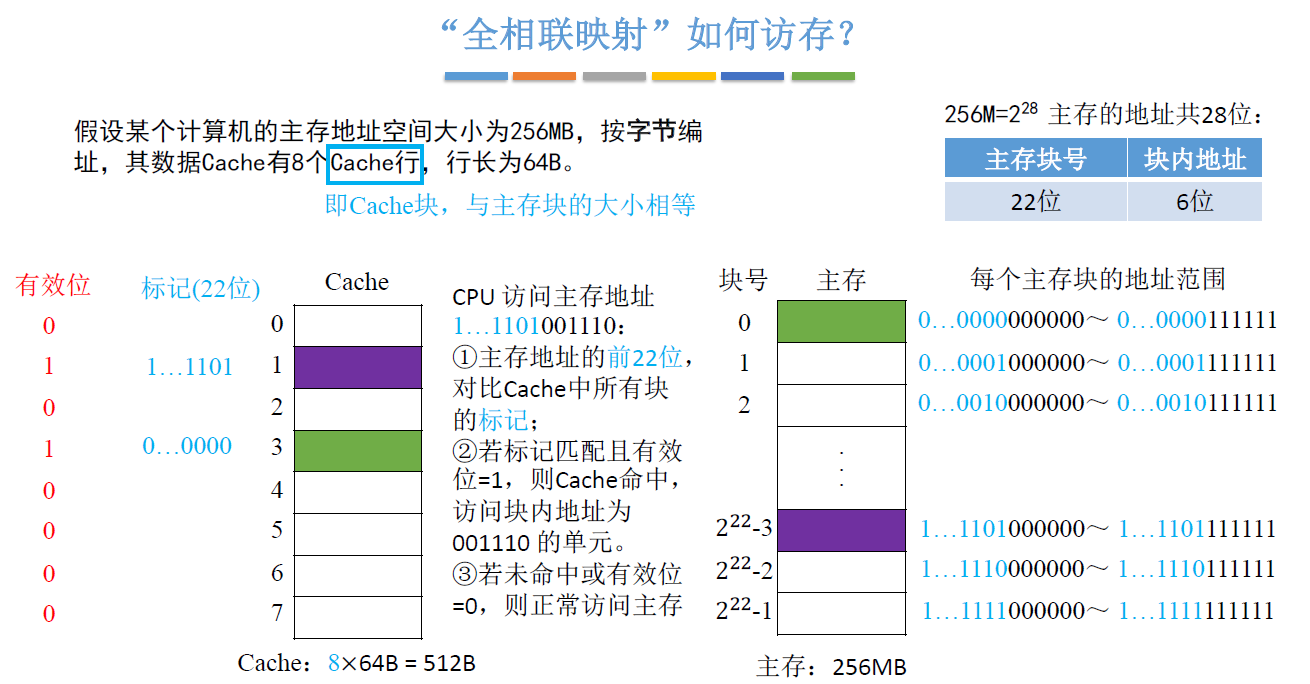 “全相联映射”如何访存？
假设某个计算机的主存地址空间大小为256MB，按字节编
址，其数据Cache有8个Cache行，行长为64B。
即Cache块，与主存块的大小相等
256M=2²⁸ 主存的地址共28位：
主存块号 块内地址
22位 6位
有效位 标记(22位) Cache
0 0
1 1…1101 1
0 2
1 0…0000 3
0 4
0 5
0 6
0 7
Cache：8×64B = 512B
CPU 访问主存地址
1…1101001110：
①主存地址的前22位，
对比Cache中所有块
的标记；
②若标记匹配且有效
位=1，则Cache命中，
访问块内地址为
001110 的单元。
③若未命中或有效位
=0，则正常访问主存
块号 主存 每个主存块的地址范围
0 0…0000000000～ 0…0000111111
1 0…0001000000～ 0…0001111111
2 0…0010000000～ 0…0010111111
.
.
.
2²²-3 1…1101000000～ 1…1101111111
2²²-2 1…1110000000～ 1…1110111111
2²²-1 1…1111000000～ 1…1111111111
主存：256MB